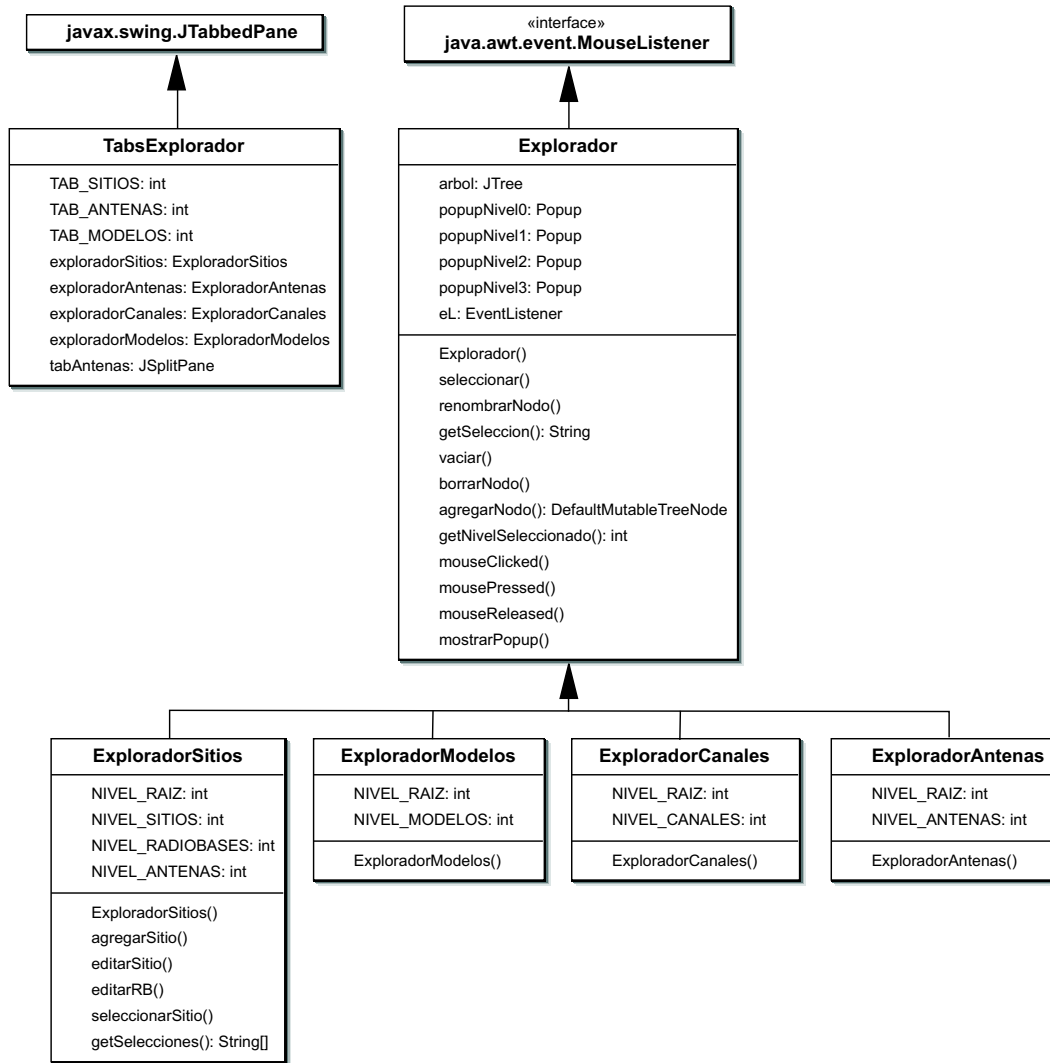 javax.swing.JTabbedPane
«interface»
java.awt.event.MouseListener
TabsExplorador
TAB_SITIOS: int
TAB_ANTENAS: int
TAB_MODELOS: int
exploradorSitios: ExploradorSitios
exploradorAntenas: ExploradorAntenas
exploradorCanales: ExploradorCanales
exploradorModelos: ExploradorModelos
tabAntenas: JSplitPane
Explorador
arbol: JTree
popupNivel0: Popup
popupNivel1: Popup
popupNivel2: Popup
popupNivel3: Popup
eL: EventListener
Explorador()
seleccionar()
renombrarNodo()
getSeleccion(): String
vaciar()
borrarNodo()
agregarNodo(): DefaultMutableTreeNode
getNivelSeleccionado(): int
mouseClicked()
mousePressed()
mouseReleased()
mostrarPopup()
ExploradorSitios
NIVEL_RAIZ: int
NIVEL_SITIOS: int
NIVEL_RADIOBASES: int
NIVEL_ANTENAS: int
ExploradorSitios()
agregarSitio()
editarSitio()
editarRB()
seleccionarSitio()
getSelecciones(): String[]
ExploradorModelos
NIVEL_RAIZ: int
NIVEL_MODELOS: int
ExploradorModelos()
ExploradorCanales
NIVEL_RAIZ: int
NIVEL_CANALES: int
ExploradorCanales()
ExploradorAntenas
NIVEL_RAIZ: int
NIVEL_ANTENAS: int
ExploradorAntenas()